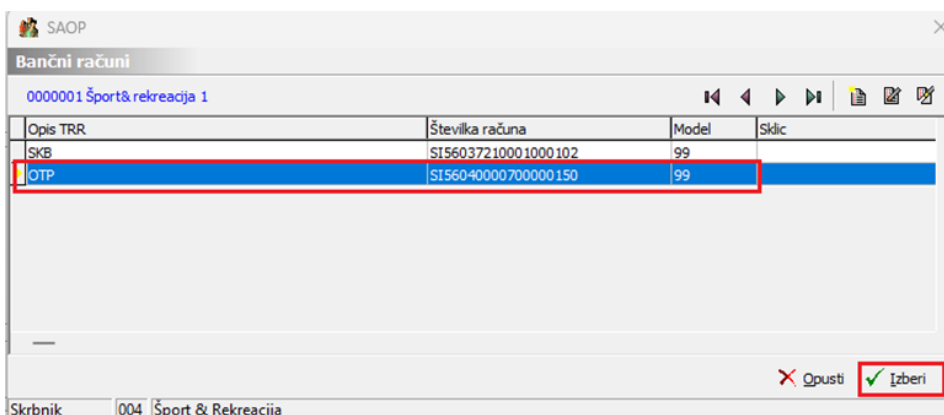 SAOP
Bančni računi
0000001 Šport& rekreacija 1
Opis TRR Številka računa Model Sklic
SKB SI56037210001000102 99
OTP SI56040000700000150 99
Opusti Izberi
Skrbnik 004 Šport & Rekreacija